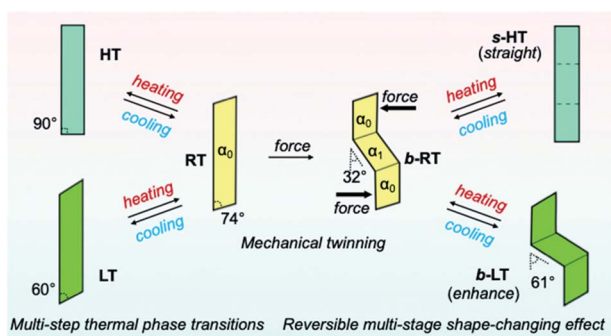 HT
heating
cooling
90°
RT
α0
74°
heating
cooling
60°
LT
force
Mechanical twinning
force
α0
α1
b-RT
32°
α0
force
s-HT
(straight)
heating
cooling
heating
cooling
b-LT
(enhance)
61°
Multi-step thermal phase transitions
Reversible multi-stage shape-changing effect